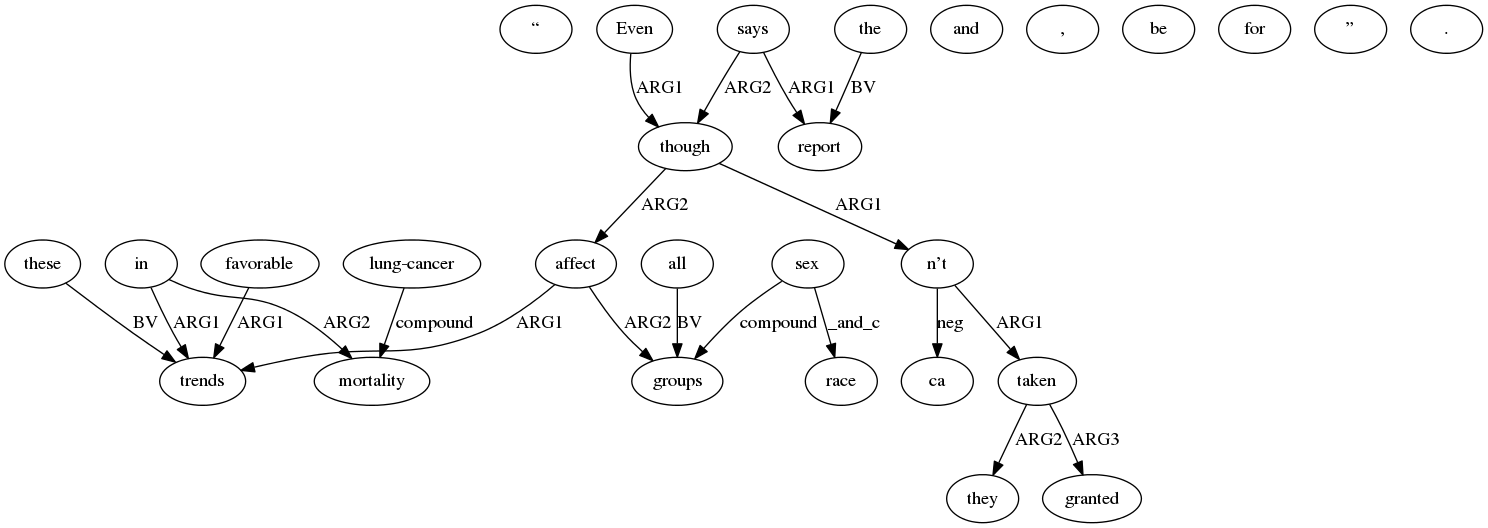 “ Even says the and , be for ” .
ARG1 ARG2 ARG1 BV
though report
ARG2 ARG1
these in favorable lung-cancer affect all sex n’t
BV ARG1 ARG1 ARG2 compound ARG1 ARG2 BV compound _and_c neg ARG1
trends mortality groups race ca taken
ARG2 ARG3
they granted